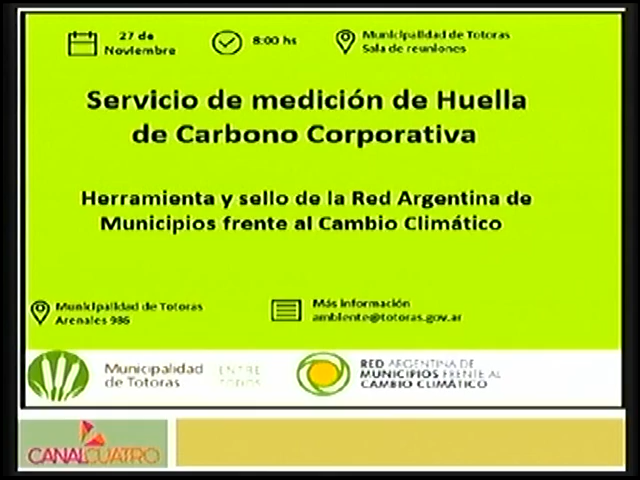 27 de
Noviembre
8:00 hs
Municipalidad de Totoras
Sala de reuniones
Servicio de medición de Huella
de Carbono Corporativa
Herramienta y sello de la Red Argentina de
Municipios frente al Cambio Climático
Municipalidad de Totoras
Arenales 986
Más información
ambiente@totoras.gov.ar
Municipalidad
de Totoras
ENTRE
TODOS
RED ARGENTINA DE
MUNICIPIOS FRENTE AL
CAMBIO CLIMÁTICO
CANALCUATRO